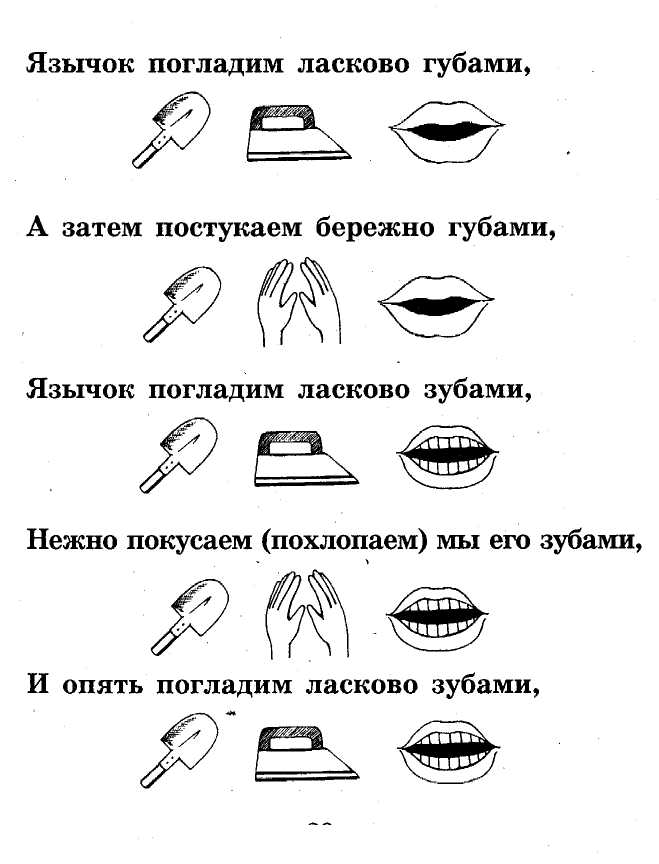 Язычок погладим ласково губами,
А затем постукаем бережно губами,
Язычок погладим ласково зубами,
Нежно покусаем (похлопаем) мы его зубами,
И опять погладим ласково зубами,